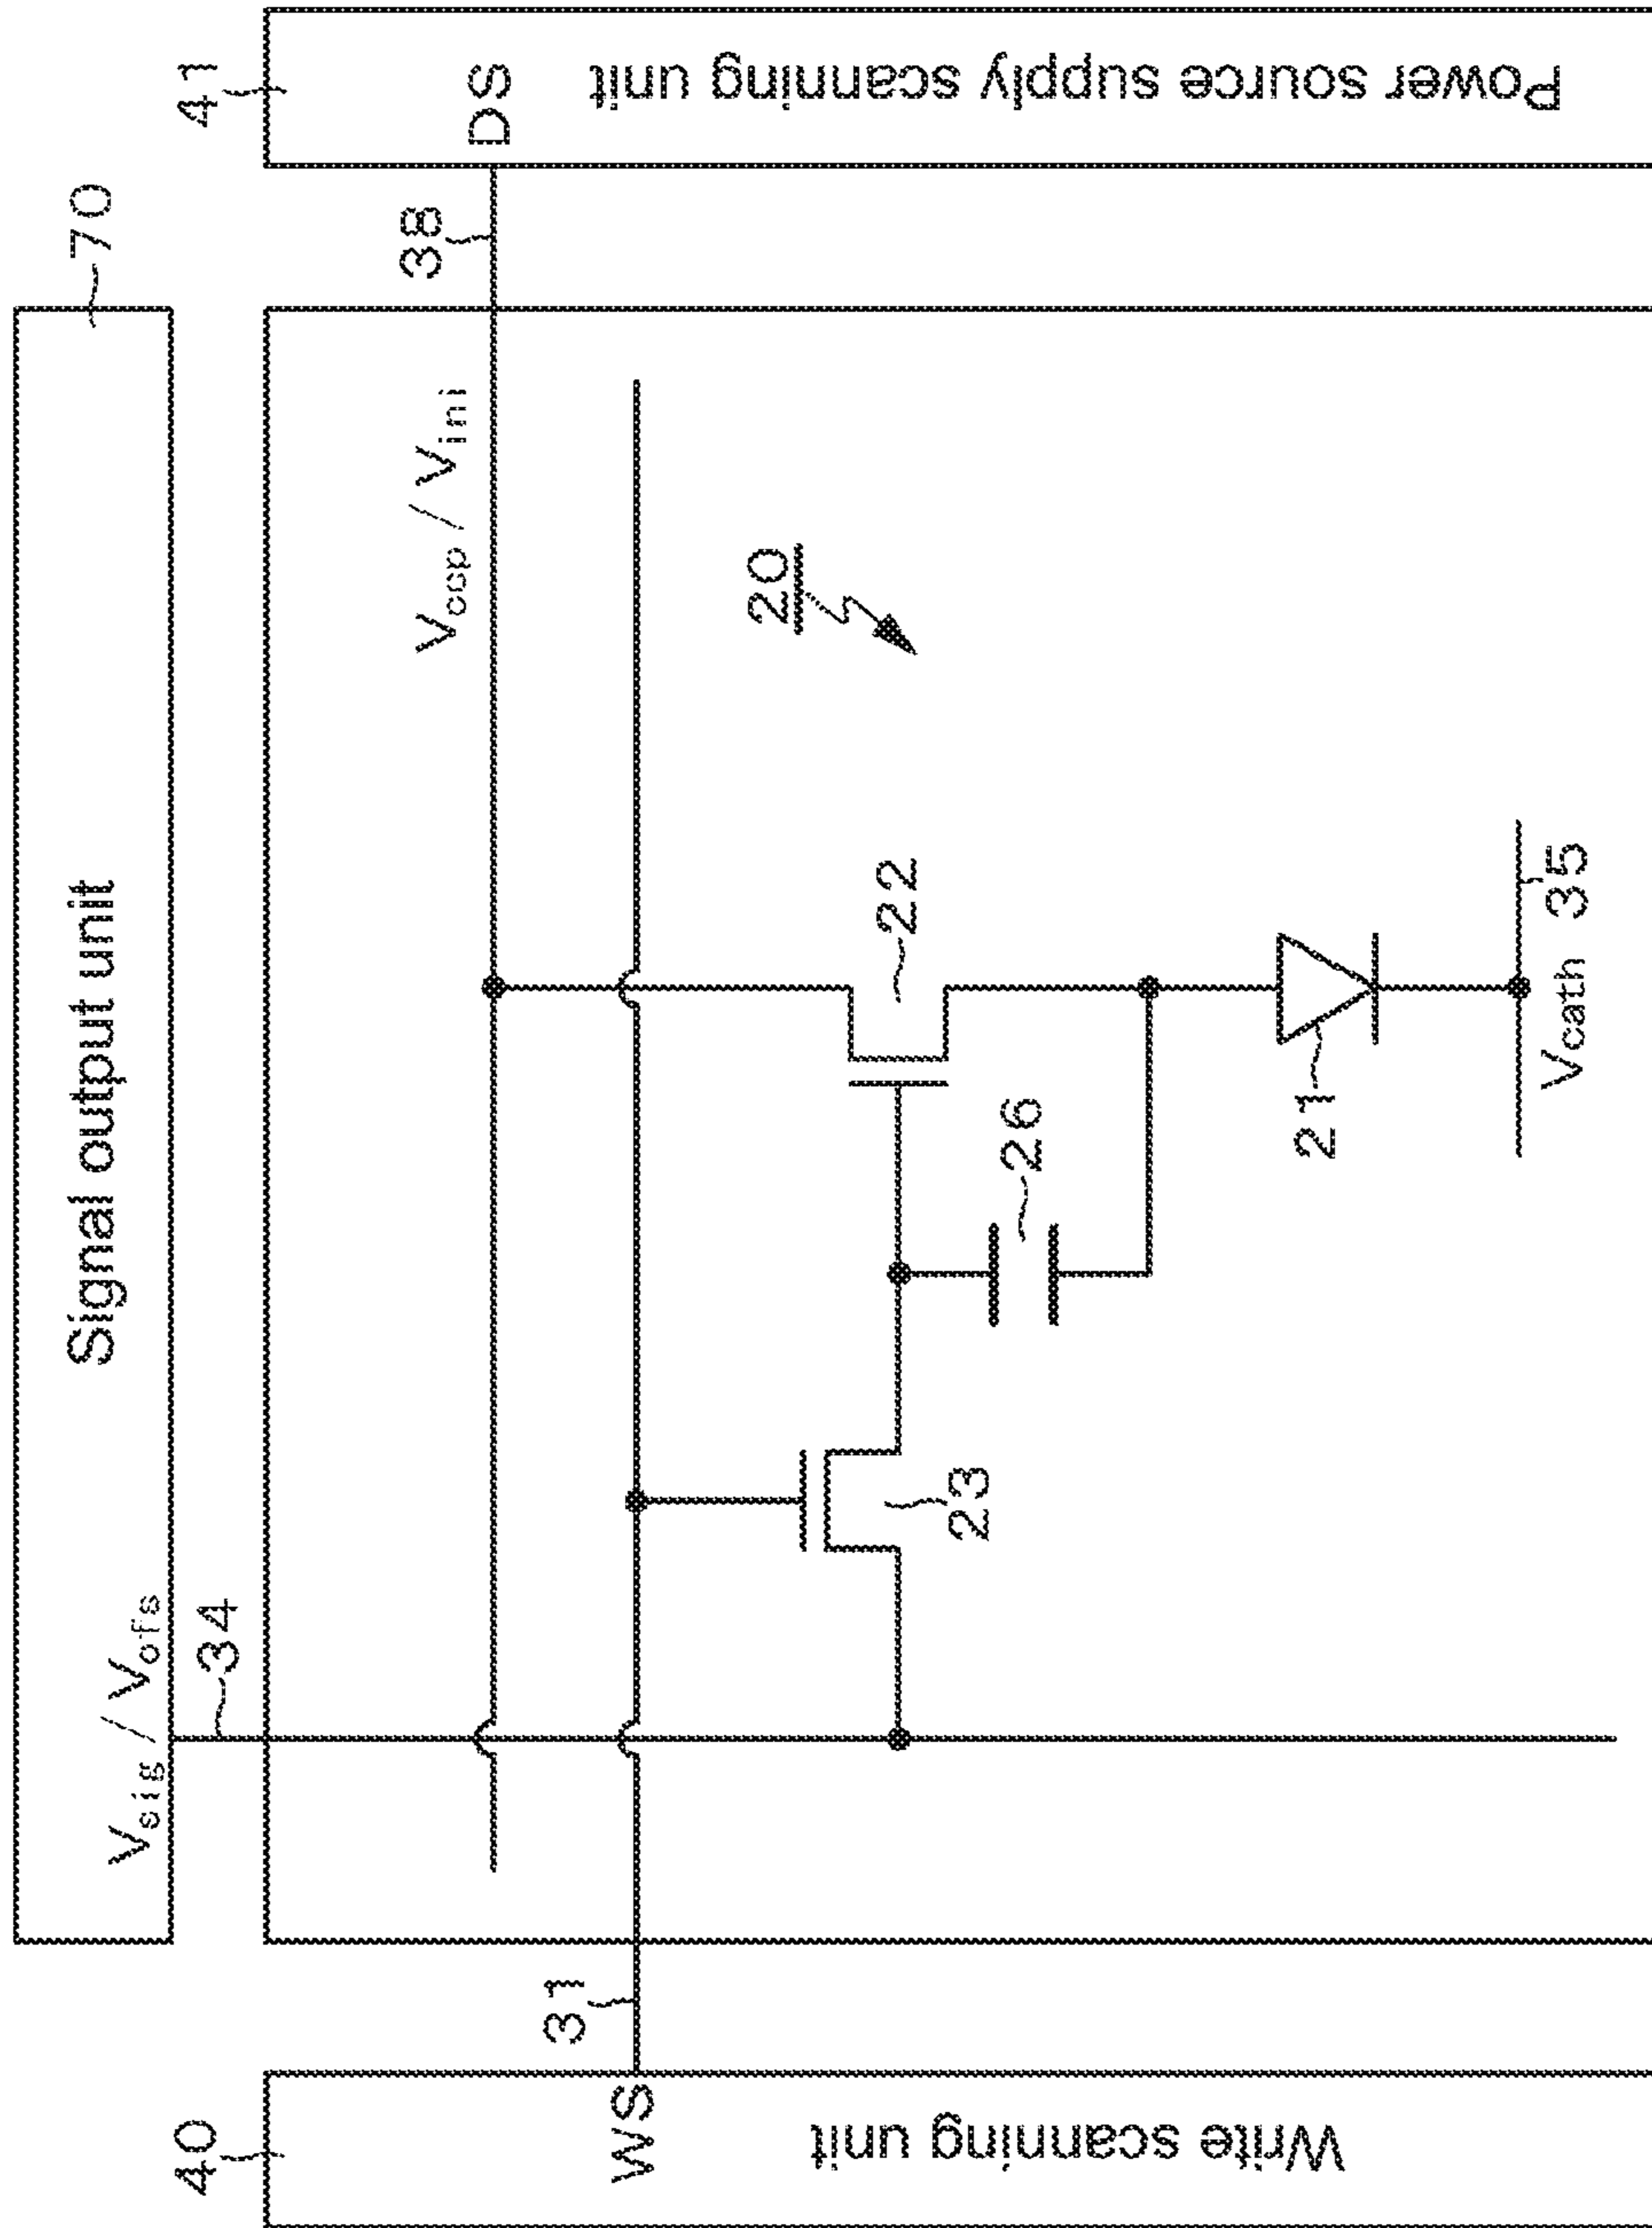 70
Signal output unit
Vsig / Vofs
34
40
WS
Write scanning unit
31
41
DS
Power source supply scanning unit
38
Vccp / Vini
20
22
23
26
21
Vcath 35